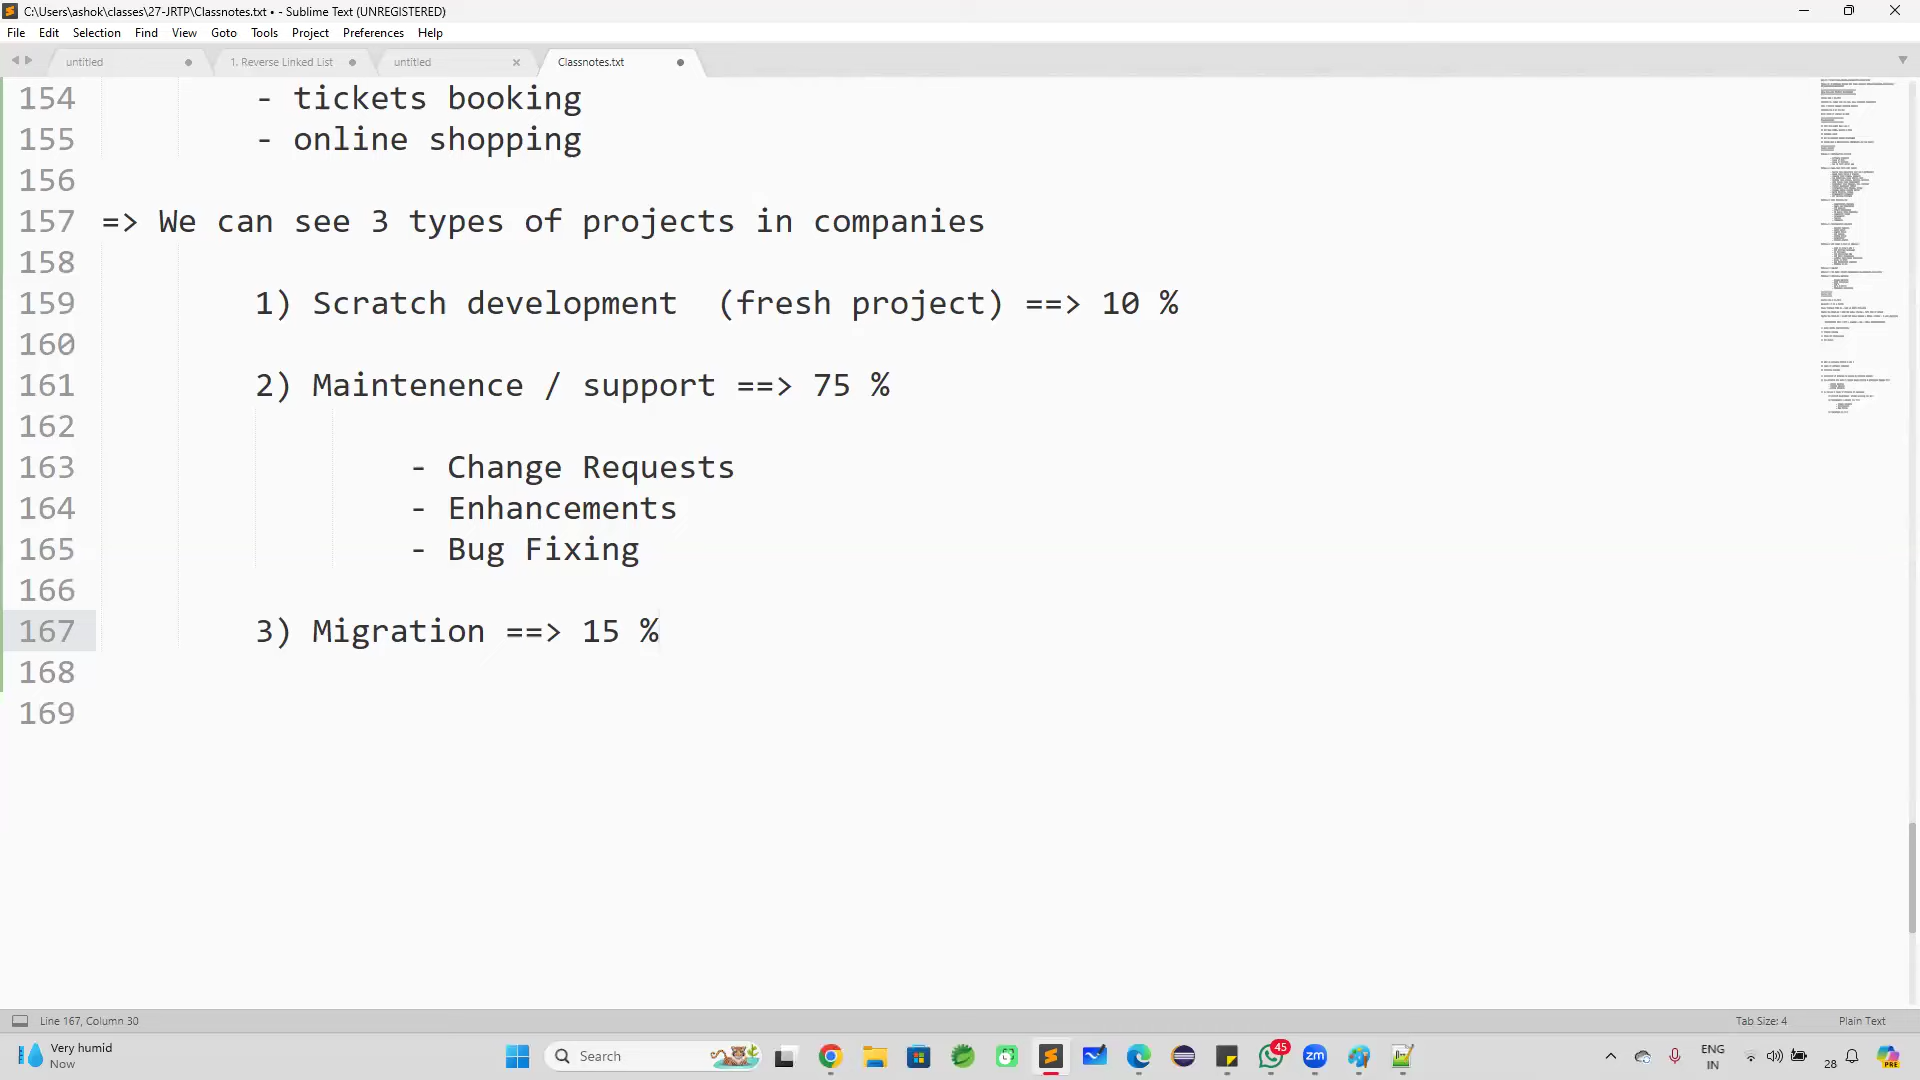 C:\Users\ashok\classes\27-JRTP\Classnotes.txt • - Sublime Text (UNREGISTERED)
File Edit Selection Find View Goto Tools Project Preferences Help
untitled 1. Reverse Linked List untitled Classnotes.txt
154 - tickets booking
155 - online shopping
156
157 => We can see 3 types of projects in companies
158
159 1) Scratch development (fresh project) ==> 10 %
160
161 2) Maintenence / support ==> 75 %
162
163 - Change Requests
164 - Enhancements
165 - Bug Fixing
166
167 3) Migration ==> 15 %
168
169
Line 167, Column 30 Tab Size: 4 Plain Text
Very humid
Now
Search
45
zm
ENG
IN
28
PRE